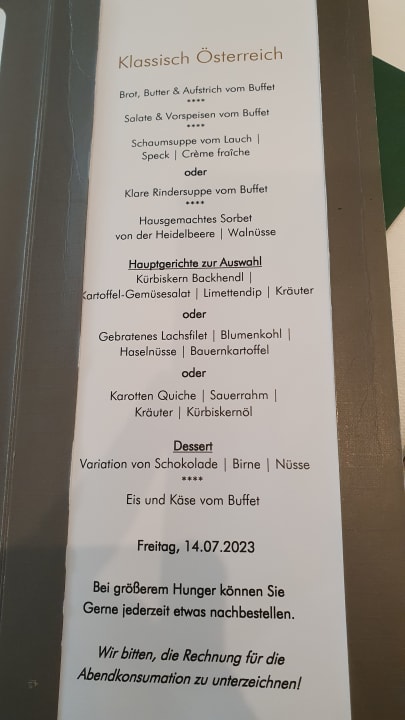 Klassisch Österreich
Brot, Butter & Aufstrich vom Buffet
****
Salate & Vorspeisen vom Buffet
****
Schaumsuppe vom Lauch |
Speck | Crème fraîche
oder
Klare Rindersuppe vom Buffet
****
Hausgemachtes Sorbet
von der Heidelbeere | Walnüsse
Hauptgerichte zur Auswahl
Kürbiskern Backhendl |
Kartoffel-Gemüsesalat | Limettendip | Kräuter
oder
Gebratenes Lachsfilet | Blumenkohl |
Haselnüsse | Bauernkartoffel
oder
Karotten Quiche | Sauerrahm |
Kräuter | Kürbiskernöl
Dessert
Variation von Schokolade | Birne | Nüsse
****
Eis und Käse vom Buffet
Freitag, 14.07.2023
Bei größerem Hunger können Sie
Gerne jederzeit etwas nachbestellen.
Wir bitten, die Rechnung für die
Abendkonsumation zu unterzeichnen!